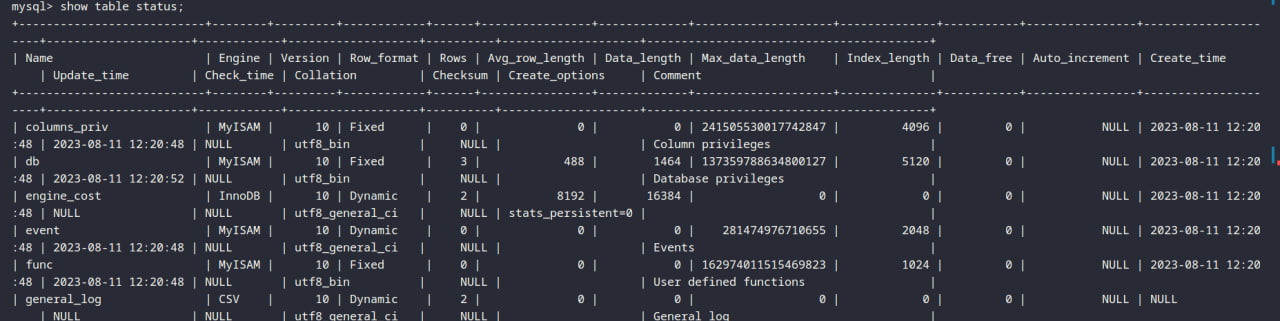 mysql> show table status;
+---------------------------+-----------+---------+------------+------+----------------+-------------+--------------------+--------------+-----------+----------------+----------------
----+---------------------+------------+--------------------+----------+--------------------+---------------------------------------+
| Name                      | Engine | Version | Row_format | Rows | Avg_row_length | Data_length | Max_data_length    | Index_length | Data_free | Auto_increment | Create_time
    | Update_time         | Check_time | Collation          | Checksum | Create_options     | Comment                               |
+---------------------------+-----------+---------+------------+------+----------------+-------------+--------------------+--------------+-----------+----------------+----------------
----+---------------------+------------+--------------------+----------+--------------------+---------------------------------------+
| columns_priv              | MyISAM |      10 | Fixed      |    0 |              0 |           0 | 241505530017742847 |         4096 |         0 |           NULL | 2023-08-11 12:20
:48 | 2023-08-11 12:20:48 | NULL       | utf8_bin           |     NULL |                    | Column privileges                     |
| db                        | MyISAM |      10 | Fixed      |    3 |            488 |        1464 | 137359788634800127 |         5120 |         0 |           NULL | 2023-08-11 12:20
:48 | 2023-08-11 12:20:52 | NULL       | utf8_bin           |     NULL |                    | Database privileges                   |
| engine_cost               | InnoDB |      10 | Dynamic    |    2 |           8192 |       16384 |                  0 |            0 |         0 |           NULL | 2023-08-11 12:20
:48 | NULL                | NULL       | utf8_general_ci    |     NULL | stats_persistent=0 |                                       |
| event                     | MyISAM |      10 | Dynamic    |    0 |              0 |           0 |    281474976710655 |         2048 |         0 |           NULL | 2023-08-11 12:20
:48 | 2023-08-11 12:20:48 | NULL       | utf8_general_ci    |     NULL |                    | Events                                |
| func                      | MyISAM |      10 | Fixed      |    0 |              0 |           0 | 162974011515469823 |         1024 |         0 |           NULL | 2023-08-11 12:20
:48 | 2023-08-11 12:20:48 | NULL       | utf8_bin           |     NULL |                    | User defined functions                |
| general_log               | CSV    |      10 | Dynamic    |    2 |              0 |           0 |                  0 |            0 |         0 |           NULL | NULL
    | NULL                | NULL       | utf8_general_ci    |     NULL |                    | General log                           |